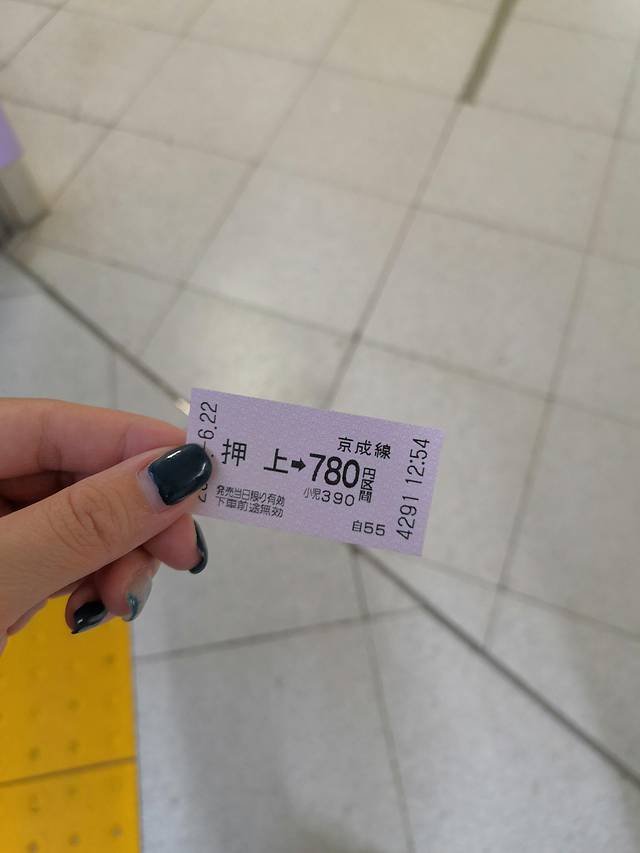 -6.22
京成線
押 上→780円区間
小児390
発売当日限り有効
下車前途無効
自55
4291 12:54